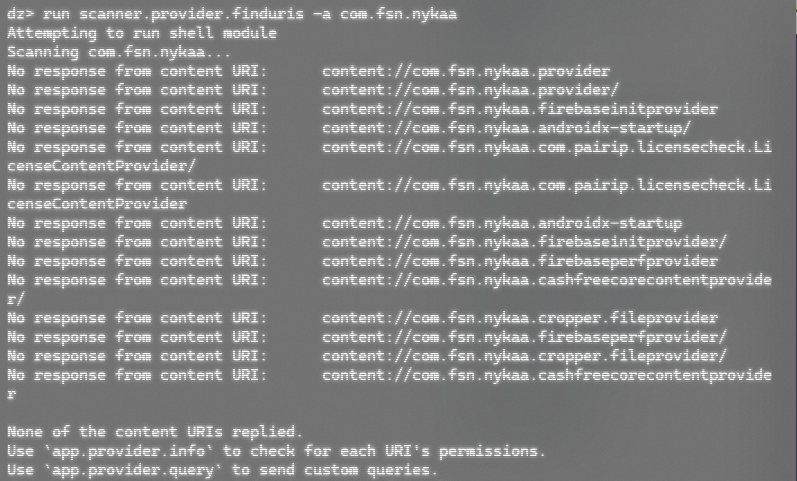 dz> run scanner.provider.finduris -a com.fsn.nykaa
Attempting to run shell module
Scanning com.fsn.nykaa...
No response from content URI:      content://com.fsn.nykaa.provider
No response from content URI:      content://com.fsn.nykaa.provider/
No response from content URI:      content://com.fsn.nykaa.firebaseinitprovider
No response from content URI:      content://com.fsn.nykaa.androidx-startup/
No response from content URI:      content://com.fsn.nykaa.com.pairip.licensecheck.Li
censeContentProvider/
No response from content URI:      content://com.fsn.nykaa.com.pairip.licensecheck.Li
censeContentProvider
No response from content URI:      content://com.fsn.nykaa.androidx-startup
No response from content URI:      content://com.fsn.nykaa.firebaseinitprovider/
No response from content URI:      content://com.fsn.nykaa.firebaseperfprovider
No response from content URI:      content://com.fsn.nykaa.cashfreecorecontentprovide
r/
No response from content URI:      content://com.fsn.nykaa.cropper.fileprovider
No response from content URI:      content://com.fsn.nykaa.firebaseperfprovider/
No response from content URI:      content://com.fsn.nykaa.cropper.fileprovider/
No response from content URI:      content://com.fsn.nykaa.cashfreecorecontentprovide
r

None of the content URIs replied.
Use `app.provider.info` to check for each URI's permissions.
Use `app.provider.query` to send custom queries.